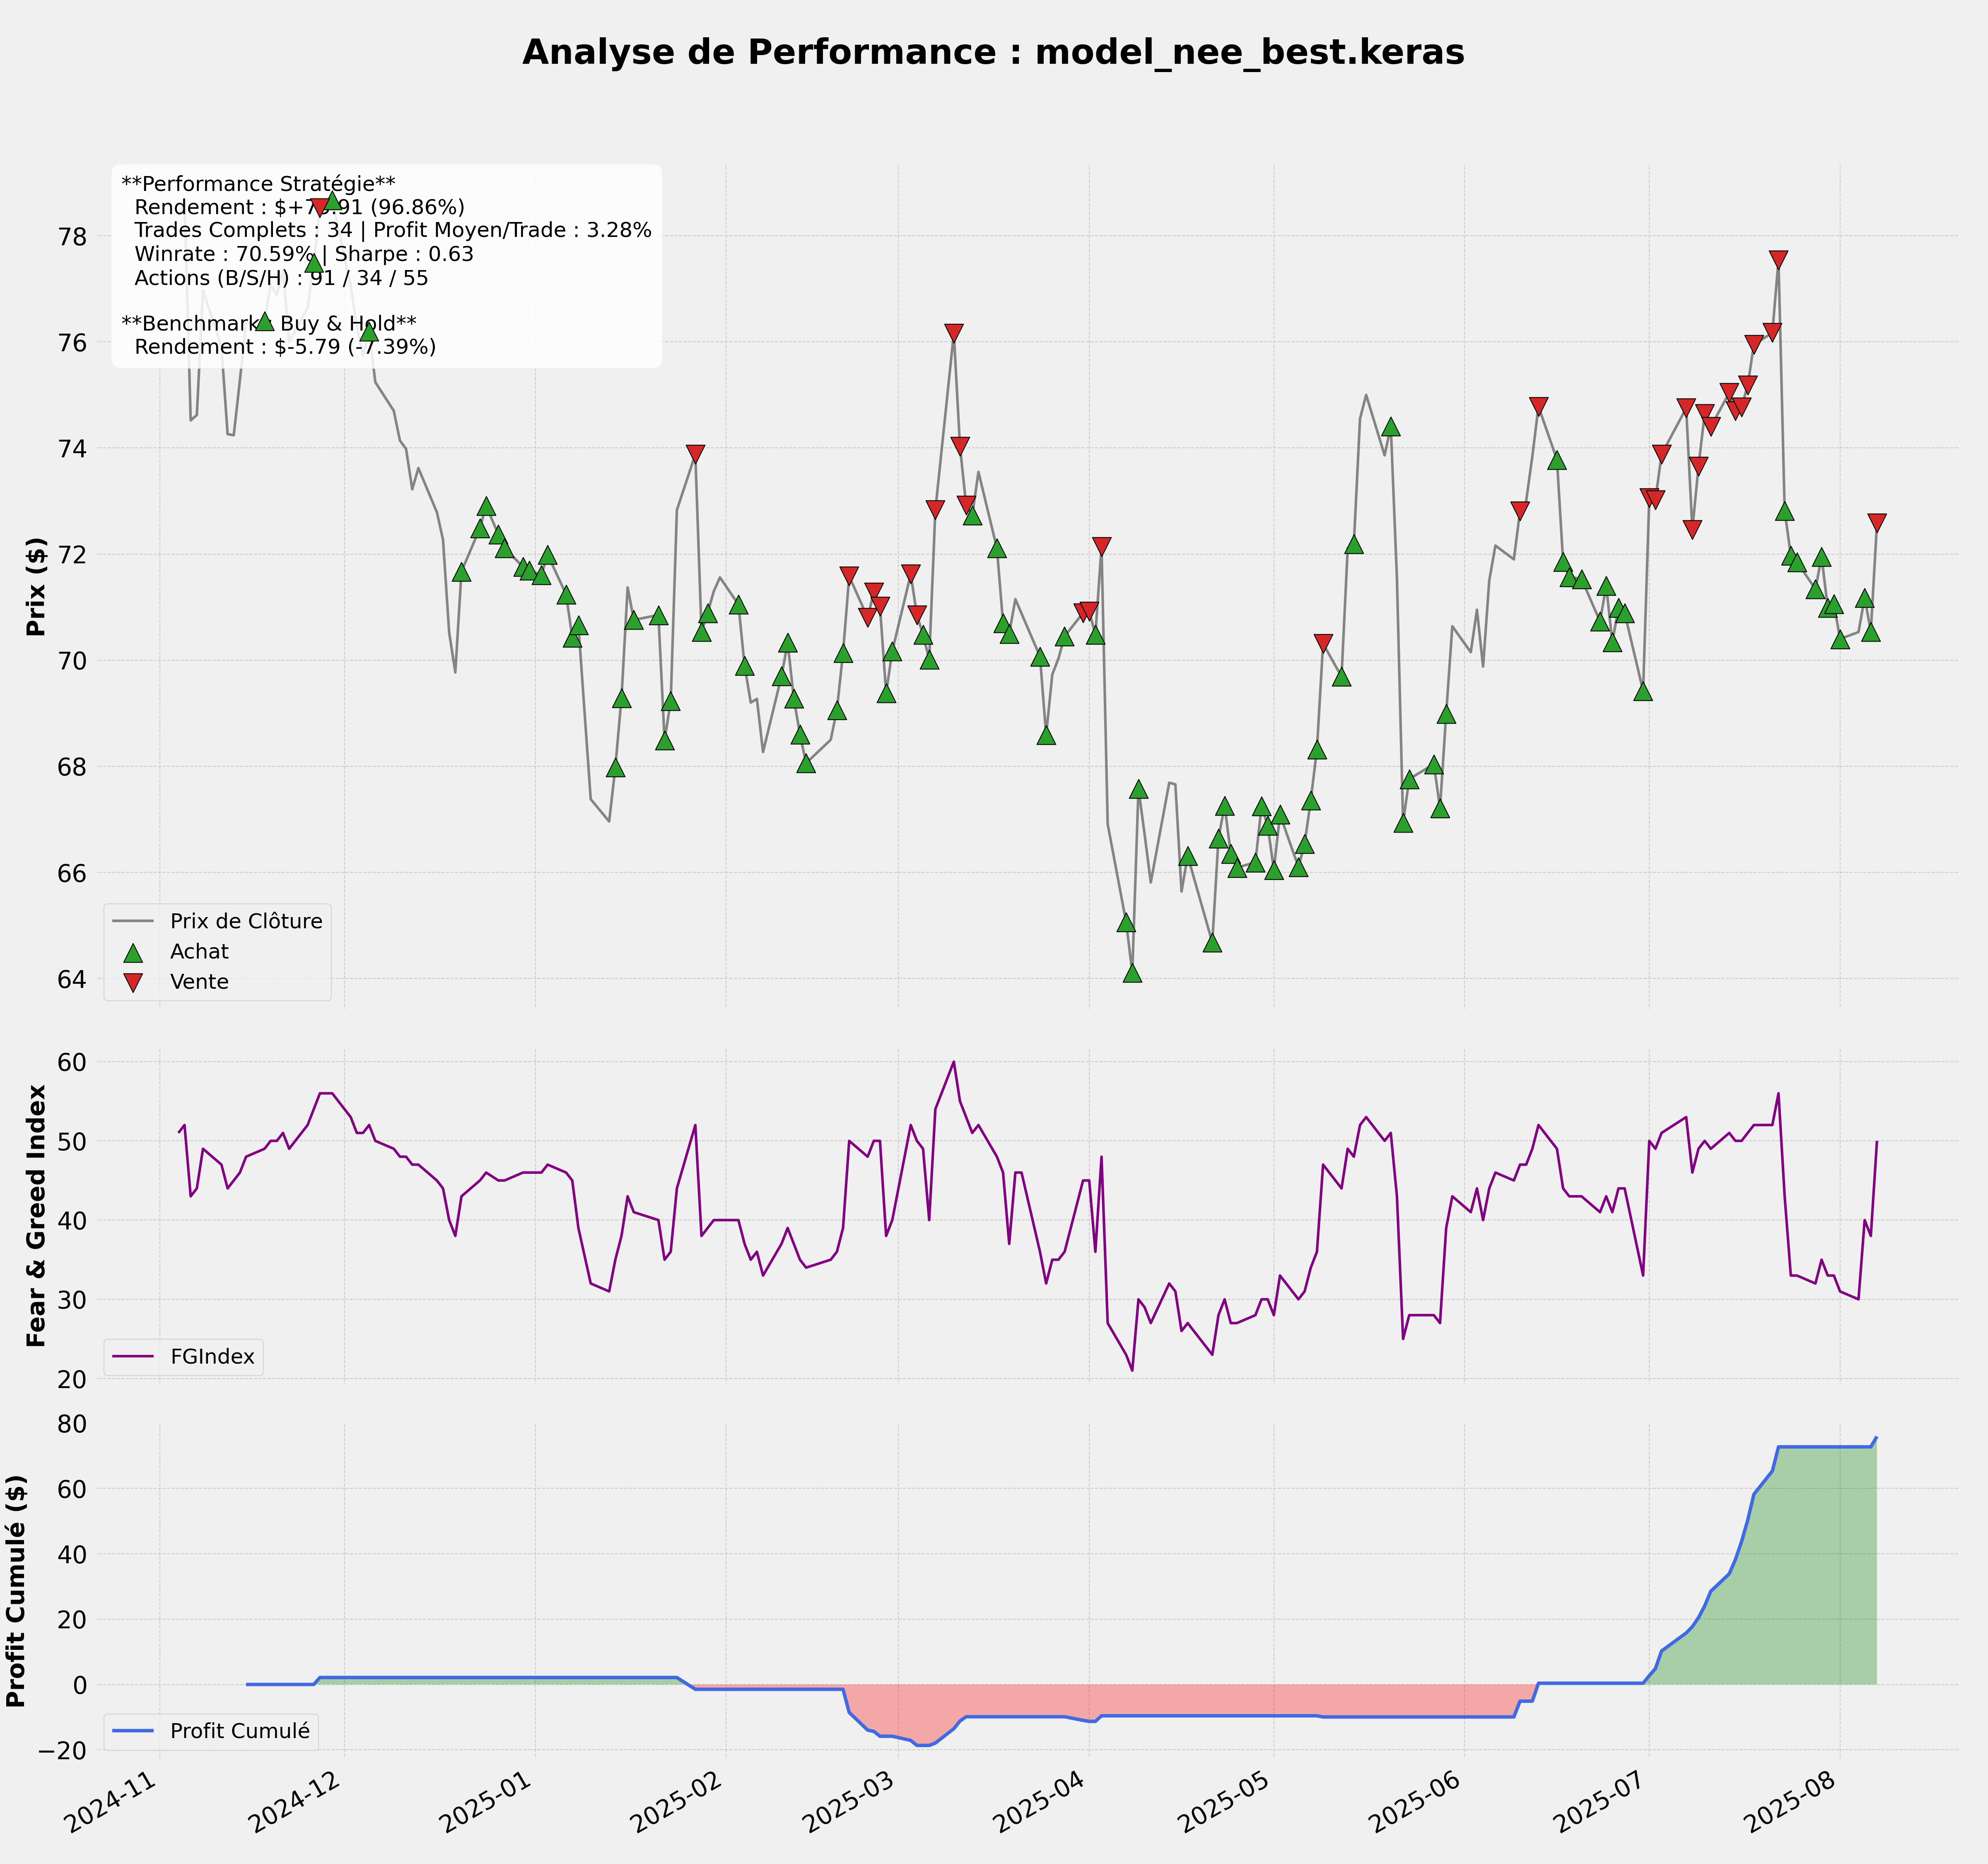 Analyse de Performance : model_nee_best.keras
**Performance Stratégie**
Rendement : $+75.91 (96.86%)
Trades Complets : 34 | Profit Moyen/Trade : 3.28%
Winrate : 70.59% | Sharpe : 0.63
Actions (B/S/H) : 91 / 34 / 55
**Benchmark : Buy & Hold**
Rendement : $-5.79 (-7.39%)
Prix ($)
78
76
74
72
70
68
66
64
Prix de Clôture
Achat
Vente
Fear & Greed Index
60
50
40
30
20
FGIndex
Profit Cumulé ($)
80
60
40
20
0
−20
Profit Cumulé
2024-11
2024-12
2025-01
2025-02
2025-03
2025-04
2025-05
2025-06
2025-07
2025-08